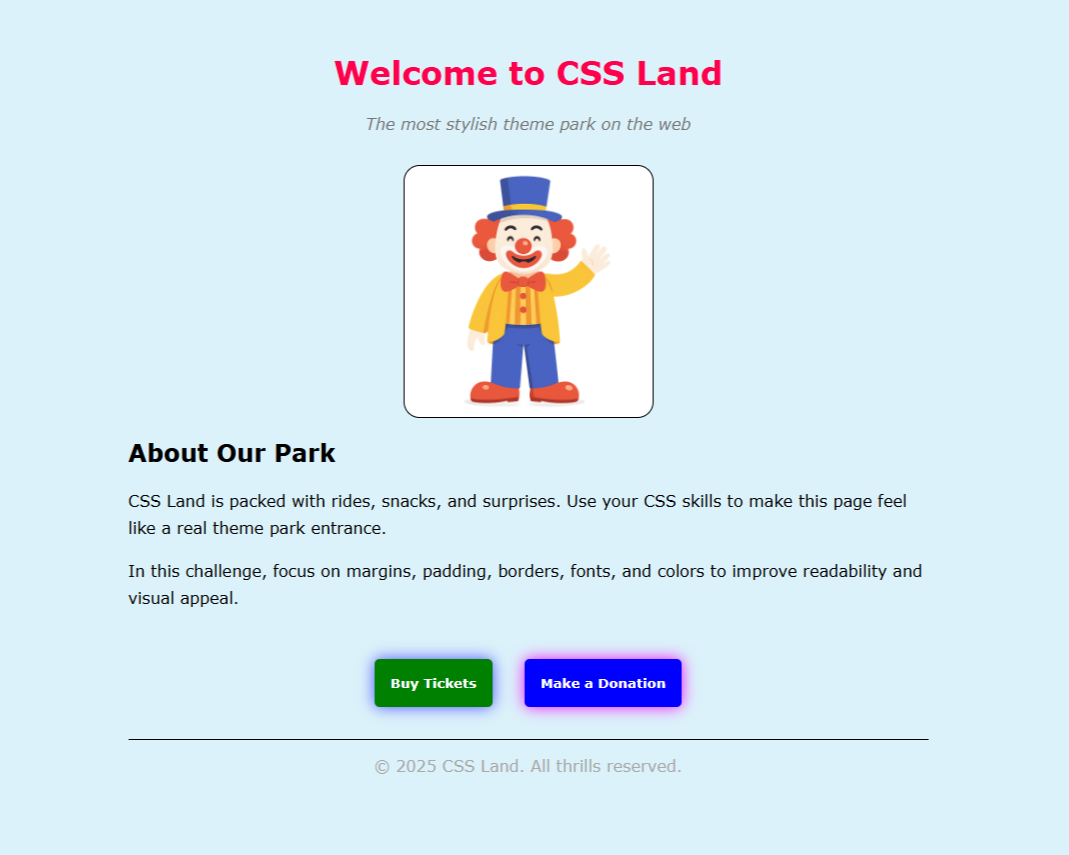 Welcome to CSS Land
The most stylish theme park on the web
About Our Park
CSS Land is packed with rides, snacks, and surprises. Use your CSS skills to make this page feel
like a real theme park entrance.
In this challenge, focus on margins, padding, borders, fonts, and colors to improve readability and
visual appeal.
Buy Tickets
Make a Donation
© 2025 CSS Land. All thrills reserved.